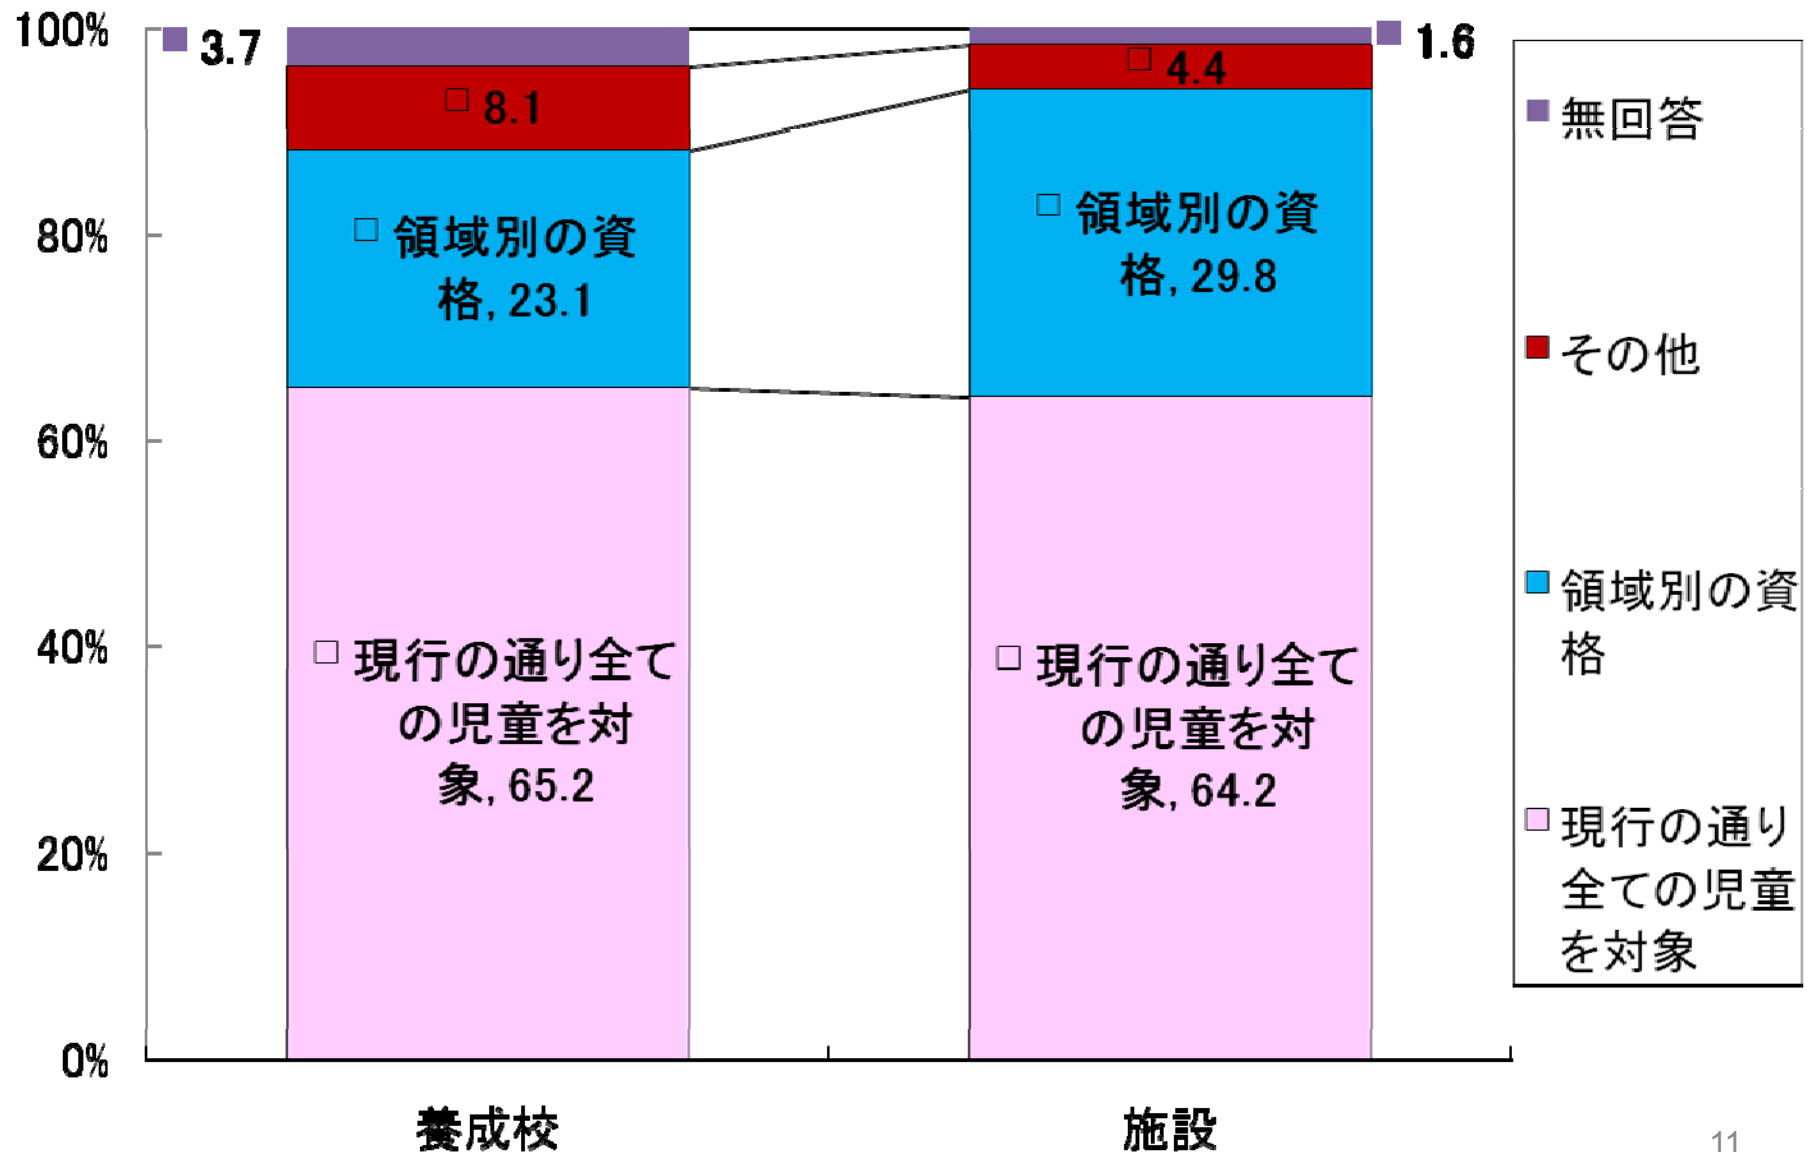 100%
80%
60%
40%
20%
0%
3.7
8.1
領域別の資
格, 23.1
現行の通り全て
の児童を対
象, 65.2
養成校
1.6
4.4
領域別の資
格, 29.8
現行の通り全て
の児童を対
象, 64.2
施設
無回答
その他
領域別の資
格
現行の通り
全ての児童
を対象
11